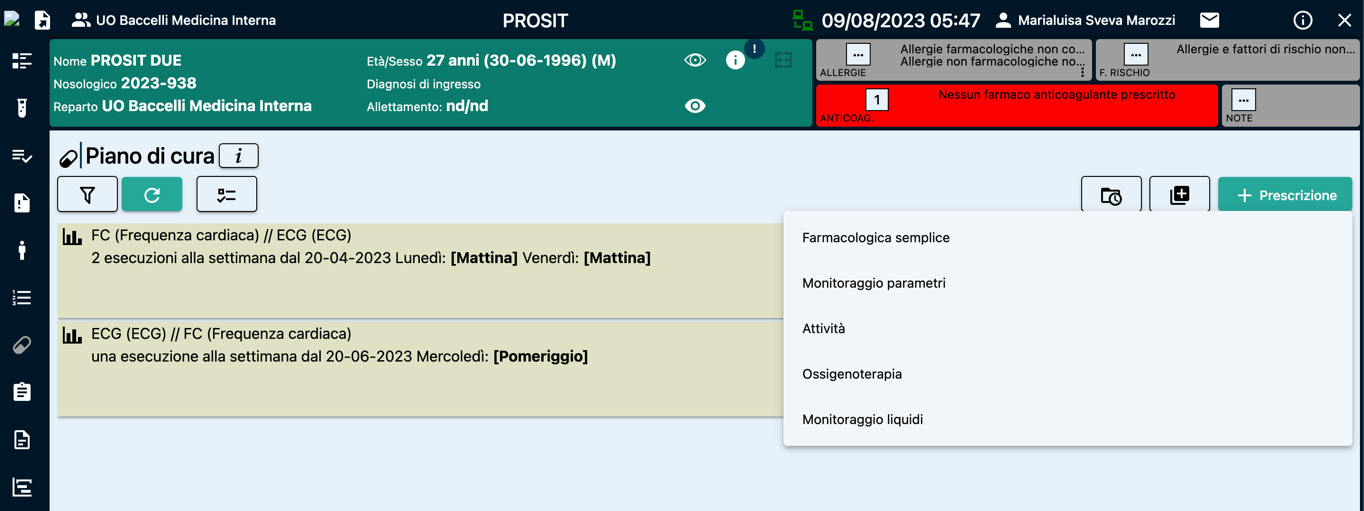 UO Baccelli Medicina Interna
PROSIT
09/08/2023 05:47
Marialuisa Sveva Marozzi
Nome PROSIT DUE
Nosologico 2023-938
Reparto UO Baccelli Medicina Interna
Età/Sesso 27 anni (30-06-1996) (M)
Diagnosi di ingresso
Allettamento: nd/nd
!
...
Allergie farmacologiche non co...
Allergie non farmacologiche no...
ALLERGIE
...
Allergie e fattori di rischio non...
F. RISCHIO
1
Nessun farmaco anticoagulante prescritto
ANTICOAG.
...
NOTE
Piano di cura
i
+ Prescrizione
FC (Frequenza cardiaca) // ECG (ECG)
2 esecuzioni alla settimana dal 20-04-2023 Lunedì: [Mattina] Venerdì: [Mattina]
ECG (ECG) // FC (Frequenza cardiaca)
una esecuzione alla settimana dal 20-06-2023 Mercoledì: [Pomeriggio]
Farmacologica semplice
Monitoraggio parametri
Attività
Ossigenoterapia
Monitoraggio liquidi